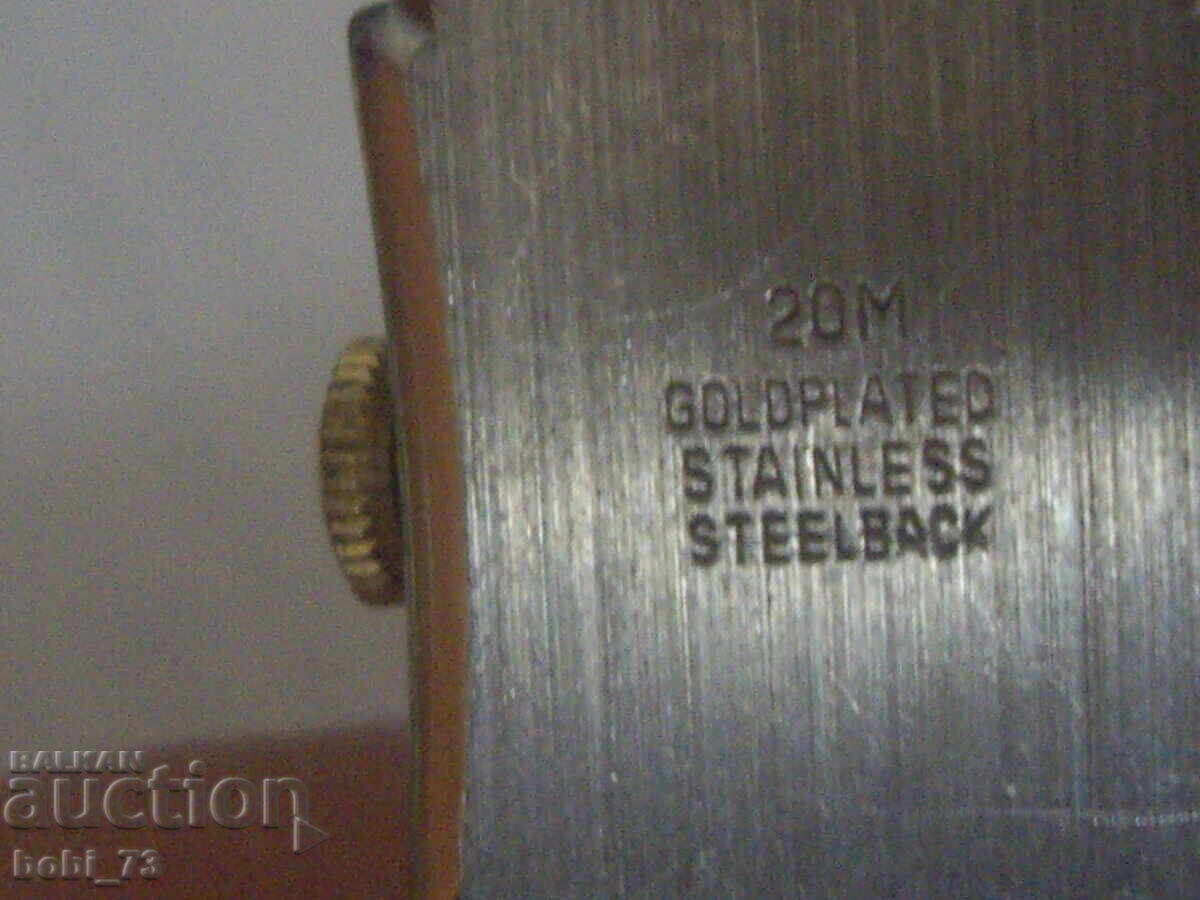 20M
GOLDPLATED
STAINLESS
STEELBACK
BALKAN
auction
bobi_73